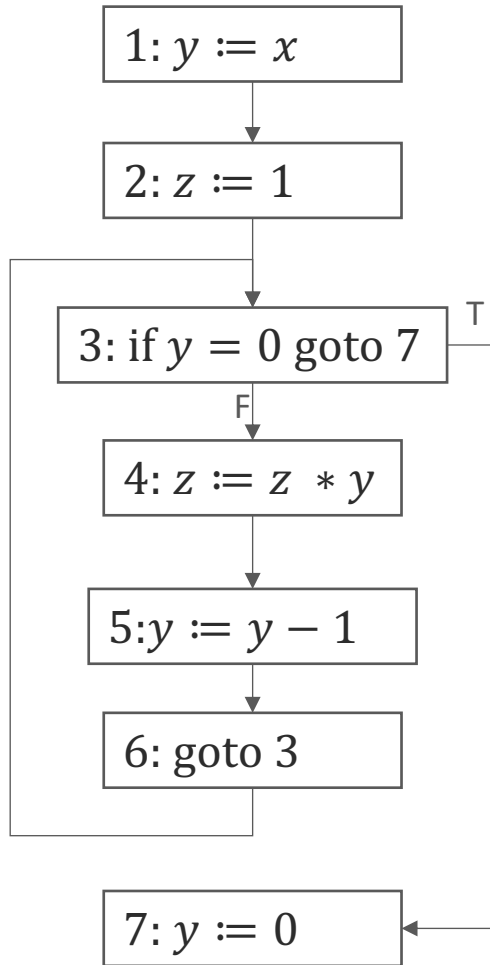 1: y := x
2: z := 1
3: if y = 0 goto 7
T
F
4: z := z * y
5:y := y − 1
6: goto 3
7: y := 0